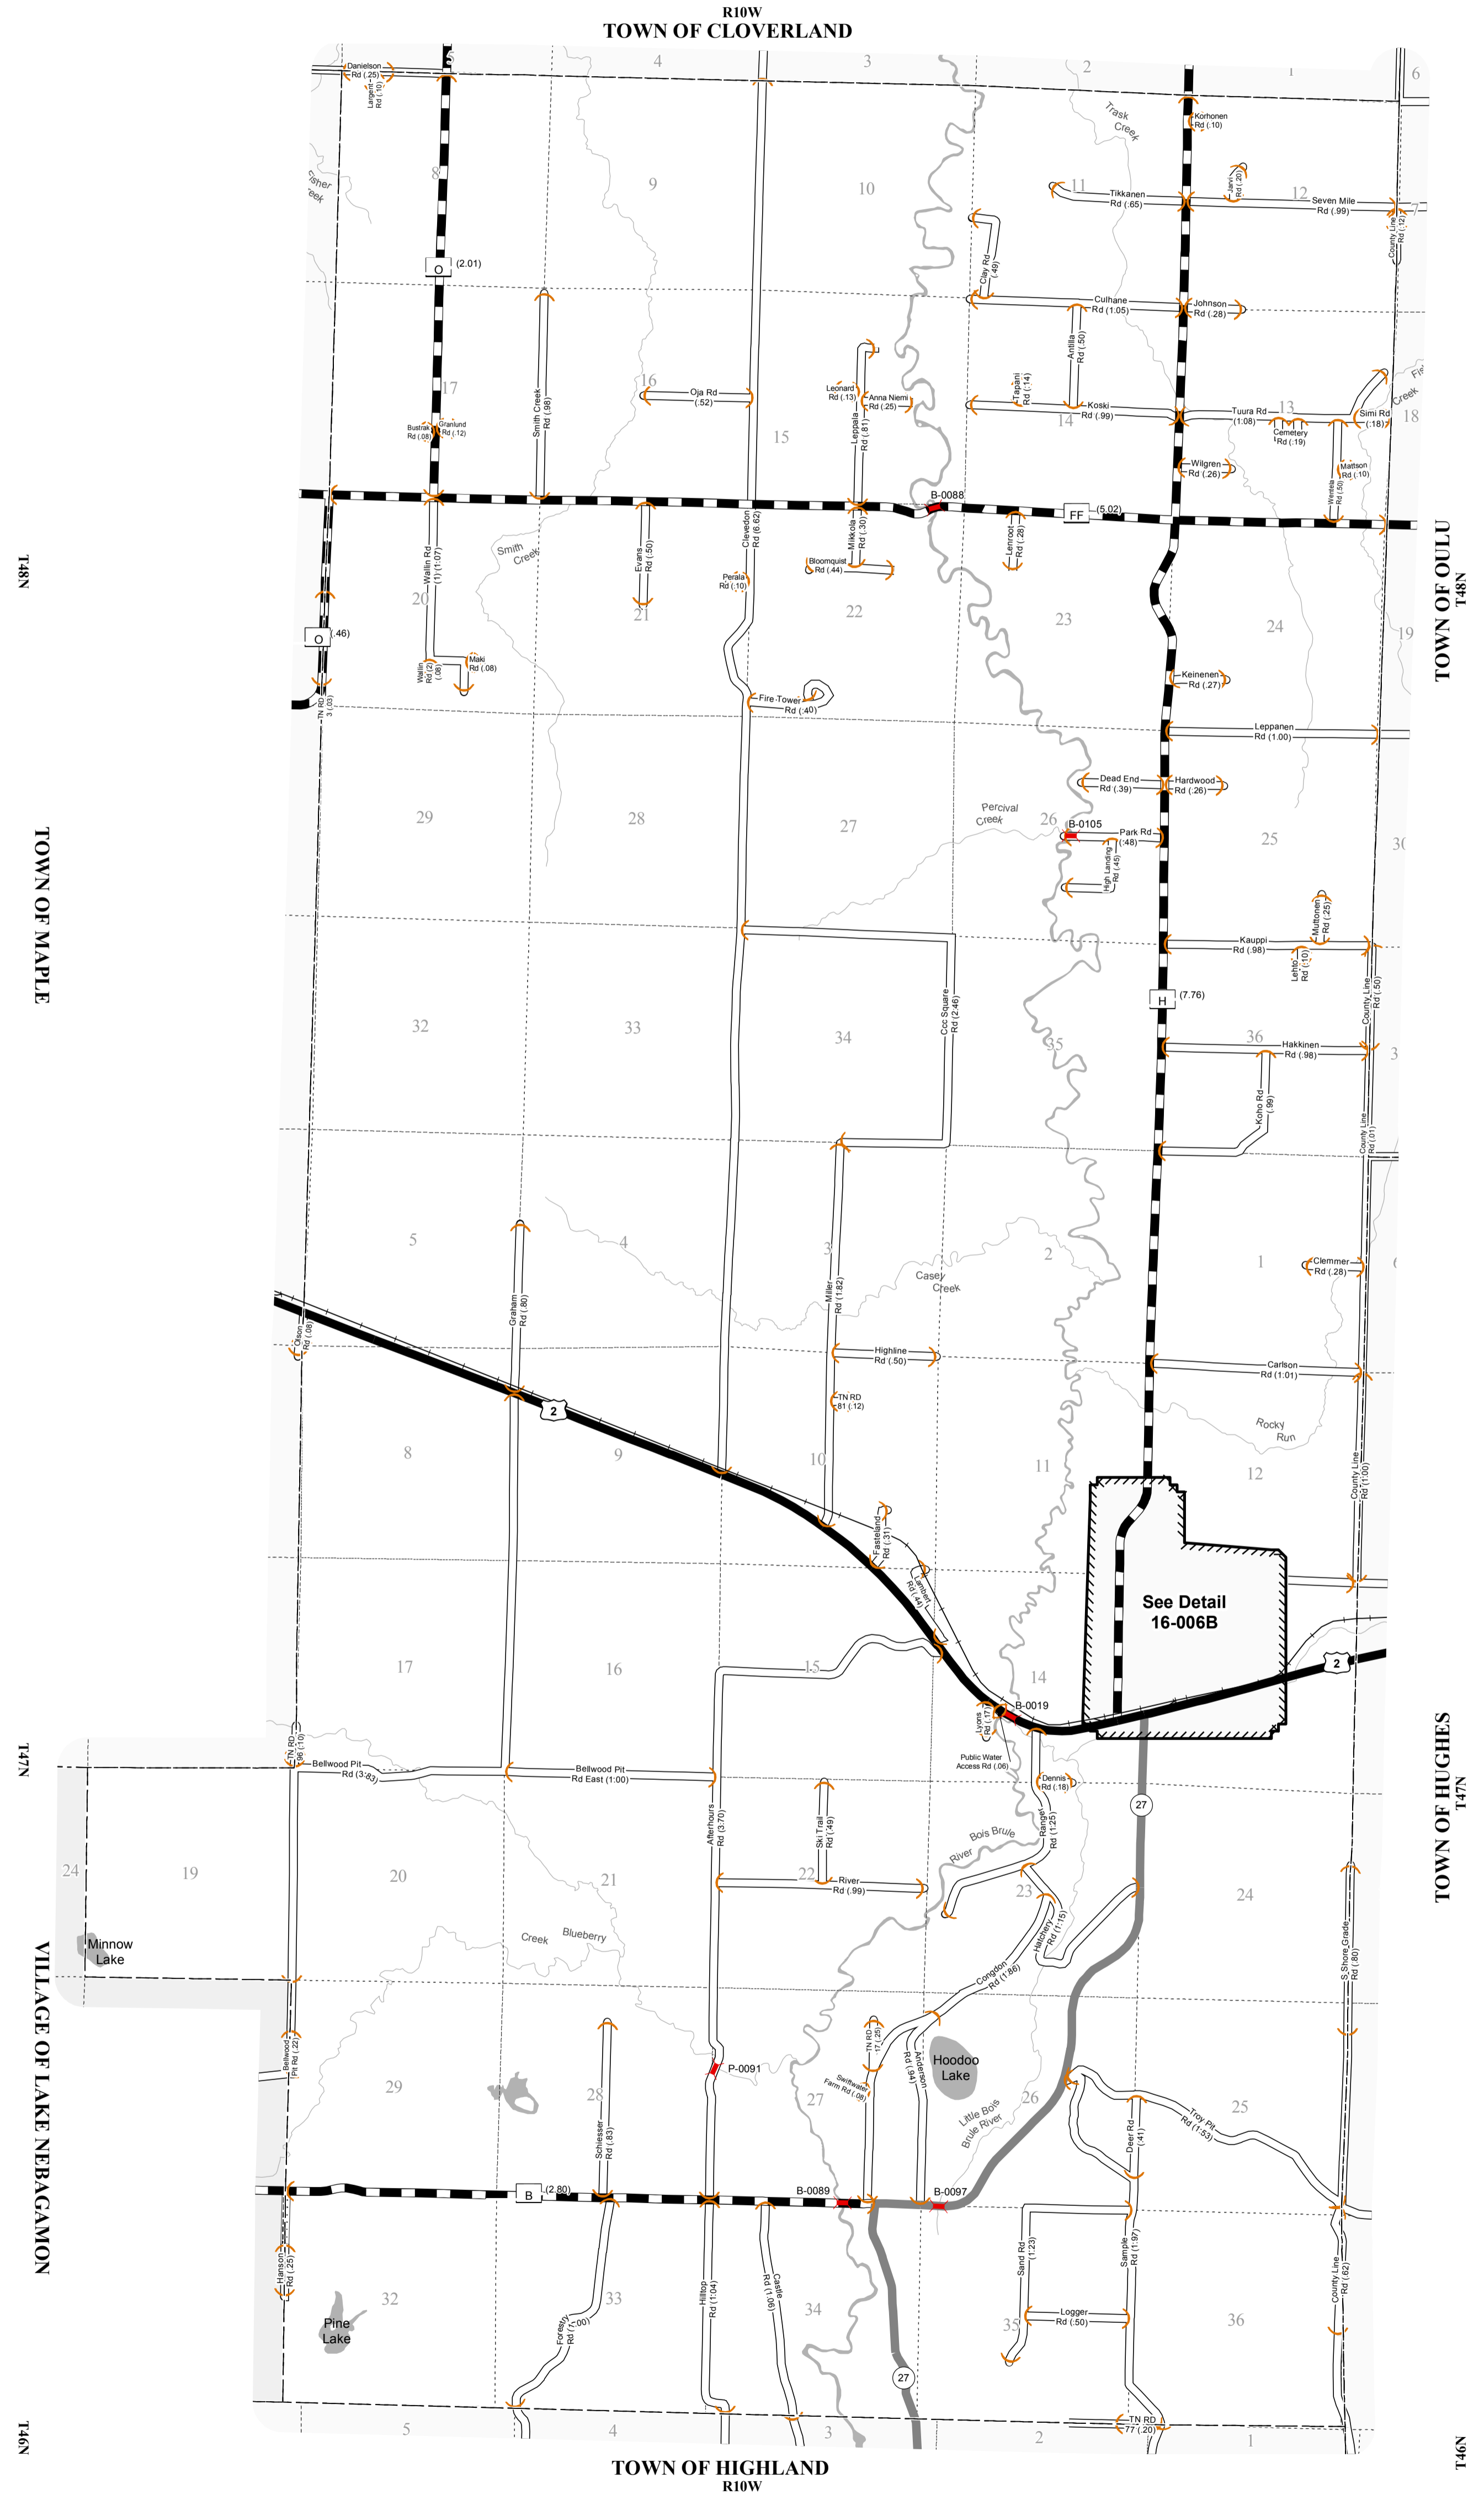 R10W
TOWN OF CLOVERLAND
5
4
3
2
1
6
Danielson
Rd (.25)
Largent
Rd (.10)
Trask
Creek
Korhonen
Rd (.10)
8
9
10
11
12
7
Tikkanen
Rd (.65)
Jarvi
Rd (.20)
Seven Mile
Rd (.99)
County Line
Rd (.12)
O
(2.01)
Clay Rd
(.49)
Culhane
Rd (1.05)
Johnson
Rd (.28)
Antilla
Rd (.50)
17
16
15
14
13
18
Smith Creek
Rd (.98)
Oja Rd
(.52)
Leonard
Rd (.13)
Anna Niemi
Rd (.25)
Leppala
Rd (.81)
Tapani
Rd (.14)
Koski
Rd (.99)
Tuura Rd
(1.08)
Simi Rd
(.18)
Creek
Cemetery
Rd (.19)
Bustrak
Rd (.08)
Granlund
Rd (.12)
Wilgren
Rd (.26)
Mattson
Rd (.10)
Rd (.50)
B-0088
FF
(5.02)
T48N
Wallin Rd
(1) (1.07)
Smith
Creek
Evans
Rd (.50)
Clevedon
Rd (6.62)
Mikkola
Rd (.30)
Bloomquist
Rd (.44)
Lenroot
Rd (.28)
Perala
Rd (.10)
TOWN OF OULU
T48N
20
21
22
23
24
19
O
(.46)
Wallin
Rd (2)
(.08)
Maki
Rd (.08)
TN RD
3 (.03)
Fire Tower
Rd (.40)
Keinenen
Rd (.27)
Leppanen
Rd (1.00)
Dead End
Rd (.39)
Hardwood
Rd (.26)
TOWN OF MAPLE
29
28
27
26
25
30
Percival
Creek
B-0105
Park Rd
(.48)
High Landing
Rd (.45)
Muttonen
Rd (.25)
Kauppi
Rd (.98)
Lehto
Rd (.10)
County Line
Rd (.50)
Ccc Square
Rd (2.46)
H
(7.76)
32
33
34
35
36
Hakkinen
Rd (.98)
Koho Rd
(.99)
County Line
Rd (.01)
5
4
3
2
1
Clemmer
Rd (.28)
Casey
Creek
Graham
Rd (.80)
Miller
Rd (1.82)
Olson
Rd (.08)
Highline
Rd (.50)
Carlson
Rd (1.01)
TN RD
81 (.12)
2
Rocky
Run
8
9
10
11
12
County Line
Rd (1.00)
Fasteland
Rd (.31)
Lambert
Rd (.44)
See Detail
16-006B
17
16
15
14
2
B-0019
Lyons
Rd (.17)
Public Water
Access Rd (.06)
T47N
TN RD
96 (.10)
Bellwood Pit
Rd (3.83)
Bellwood Pit
Rd East (1.00)
Dennis
Rd (.18)
27
TOWN OF HUGHES
T47N
Afterhours
Rd (3.70)
Ski Trail
Rd (.49)
Ranger
Rd (1.25)
Bois Brule
River
24
19
20
21
22
23
24
River
Rd (.99)
Hatchery
Rd (1.15)
Minnow
Lake
Creek
Blueberry
Congdon
Rd (1.86)
S Shore Grade
Rd (.80)
VILLAGE OF LAKE NEBAGAMON
Bellwood
Pit Rd (.22)
TN RD
17 (.25)
Swiftwater
Farm Rd (.08)
Anderson
Rd (.94)
Hoodoo
Lake
P-0091
29
28
27
26
25
Little Bois
Brule River
Schiesser
Rd (.83)
Deer Rd
(.41)
Troy Pit
Rd (1.53)
B
(2.80)
B-0089
B-0097
Hanson
Rd (.25)
Sand Rd
(1.23)
Sample
Rd (1.97)
County Line
Rd (.62)
Hilltop
Rd (1.04)
Castle
Rd (1.06)
32
33
34
35
36
Pine
Lake
Forestry
Logger
Rd (.50)
27
TN RD
77 (.20)
T46N
5
4
3
2
1
T46N
TOWN OF HIGHLAND
R10W